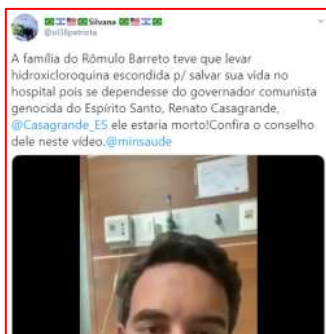 Silvana
@sil38patriota
A família do Rômulo Barreto teve que levar
hidroxicloroquina escondida p/ salvar sua vida no
hospital pois se dependesse do governador comunista
genocida do Espírito Santo, Renato Casagrande,
@Casagrande_ES ele estaria morto!Confira o conselho
dele neste vídeo.@minsaude